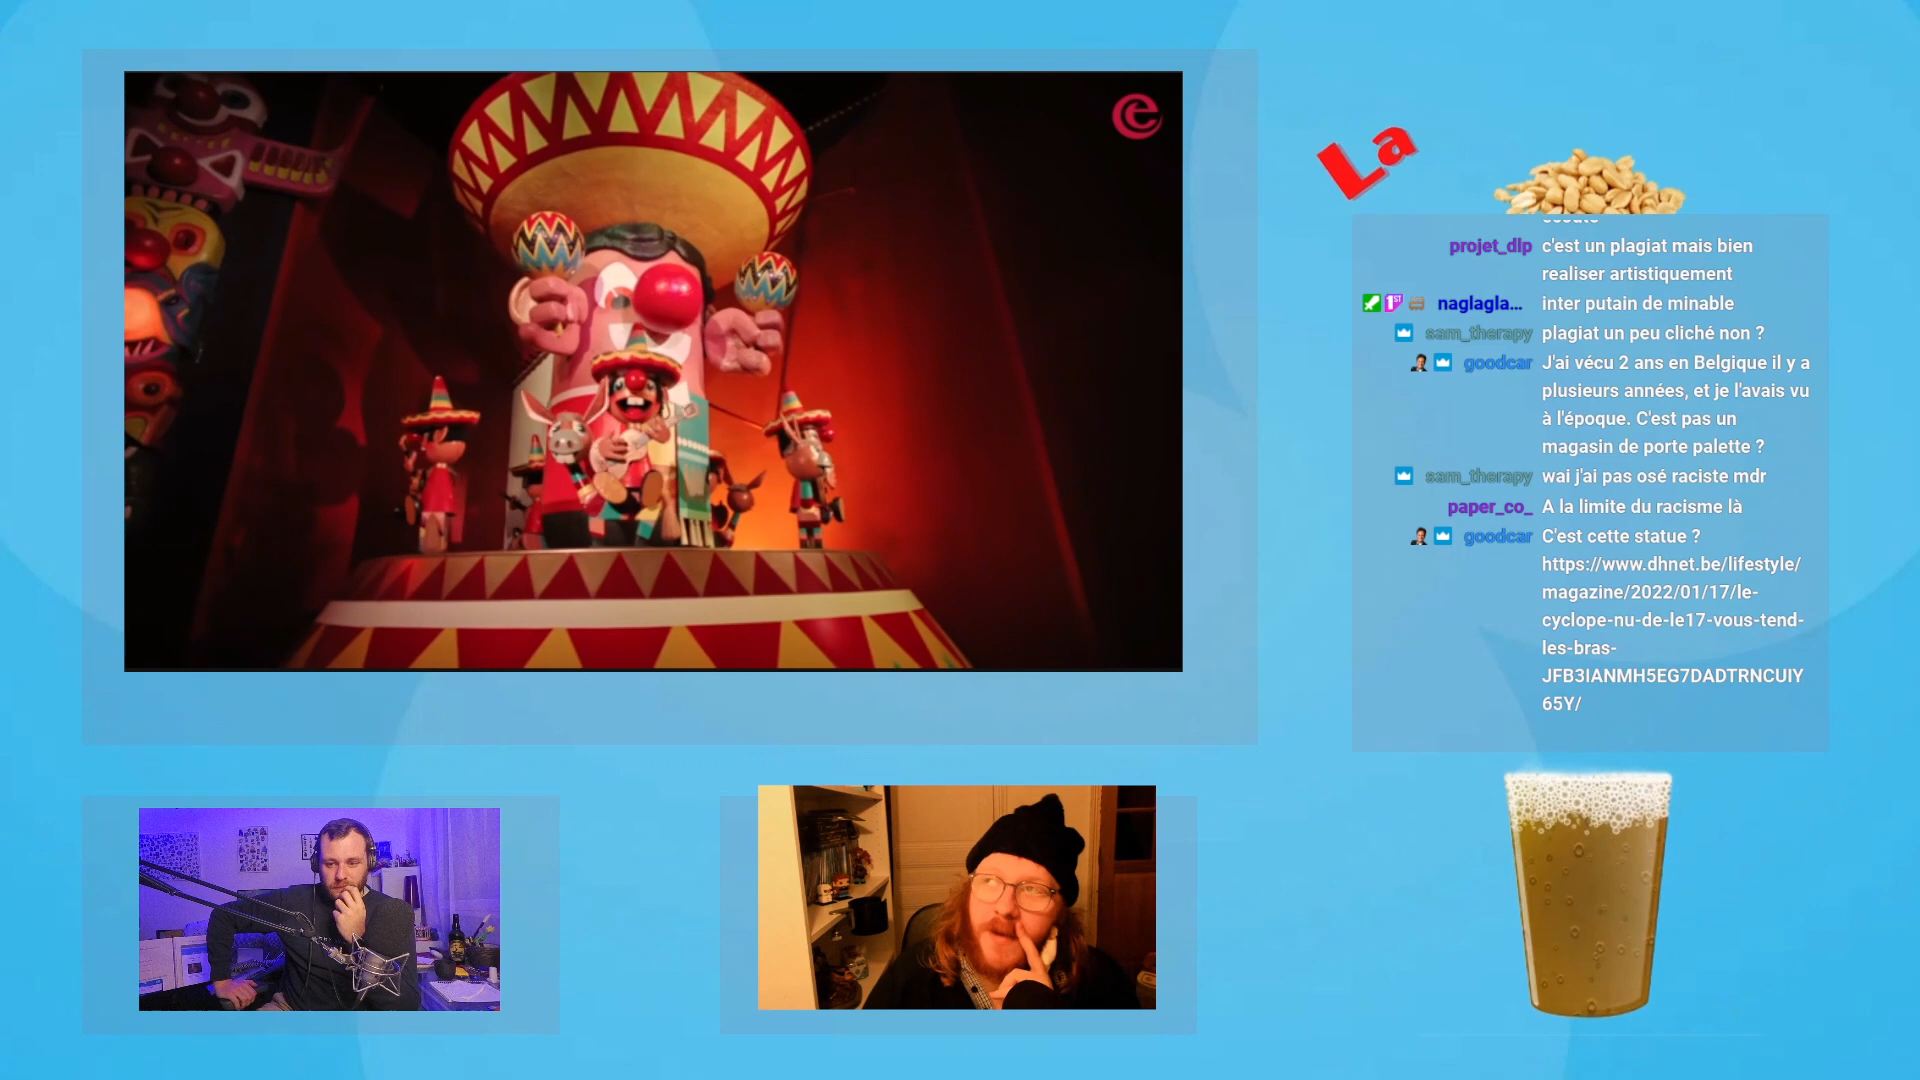 La
projet_dlp c'est un plagiat mais bien
realiser artistiquement
1ST naglagla... inter putain de minable
sam_therapy plagiat un peu cliché non ?
goodcar J'ai vécu 2 ans en Belgique il y a
plusieurs années, et je l'avais vu
à l'époque. C'est pas un
magasin de porte palette ?
sam_therapy wai j'ai pas osé raciste mdr
paper_co_ A la limite du racisme là
goodcar C'est cette statue ?
https://www.dhnet.be/lifestyle/
magazine/2022/01/17/le-
cyclope-nu-de-le17-vous-tend-
les-bras-
JFB3IANMH5EG7DADTRNCUIY
65Y/